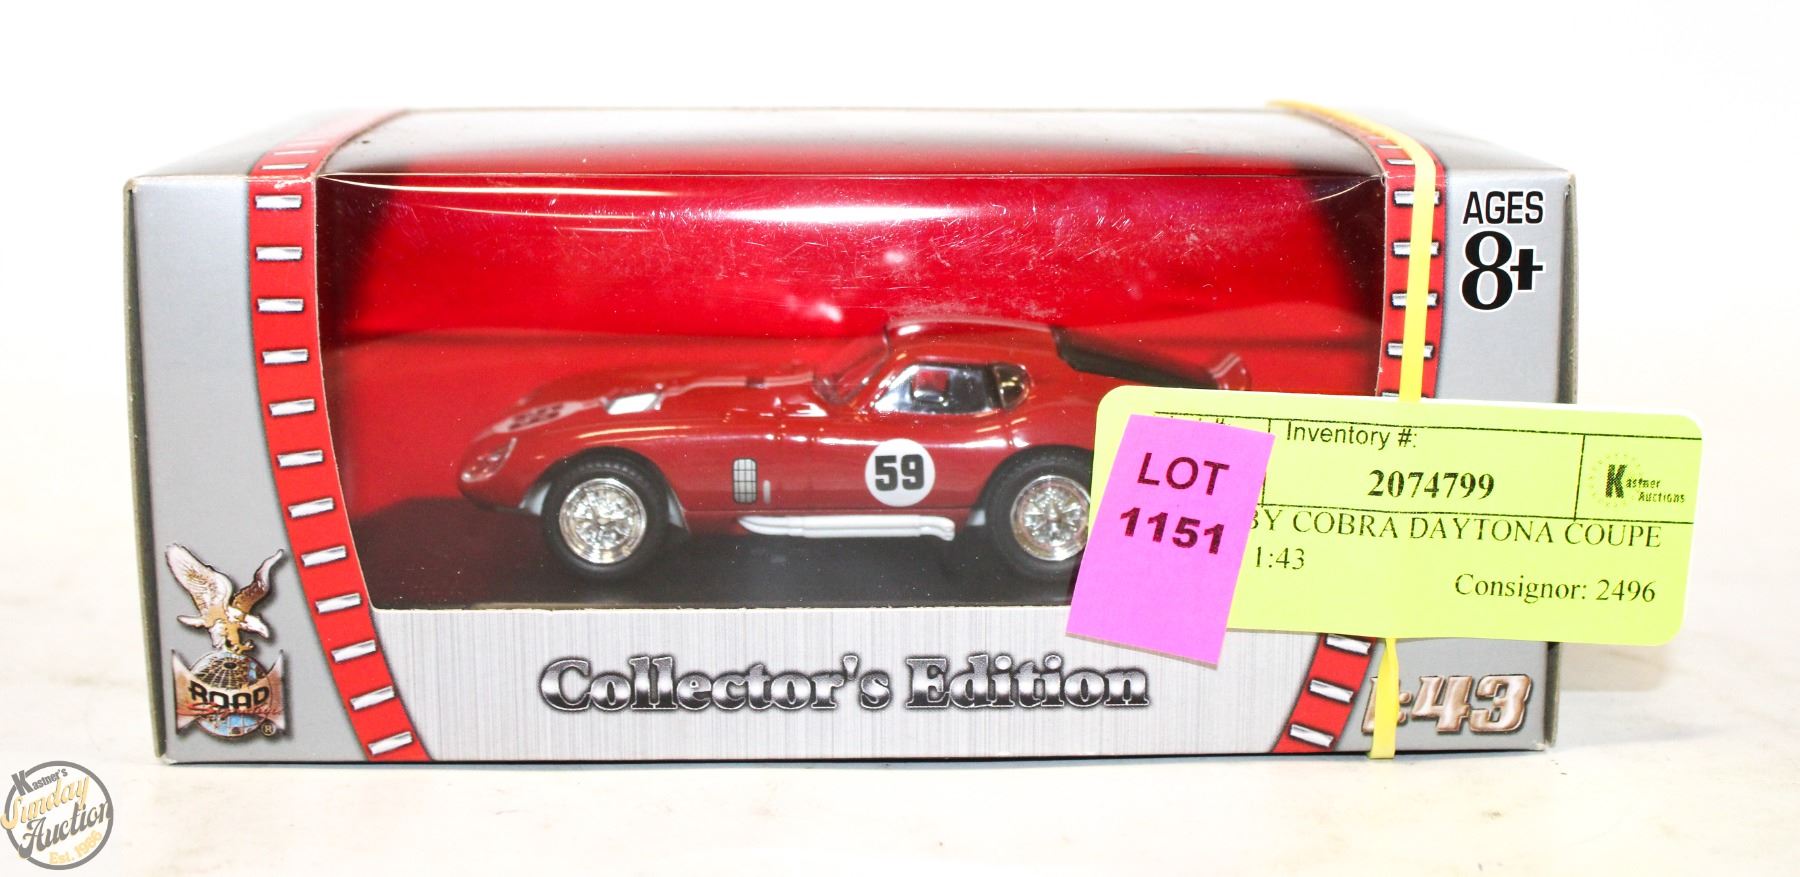 AGES
8+
59
LOT
1151
Inventory #:
2074799
Kastner
Auctions
BY COBRA DAYTONA COUPE
1:43
Consignor: 2496
ROAD
Signature
®
Collector's Edition
1:43
Kastner's
Sunday
Auction
Est. 1986